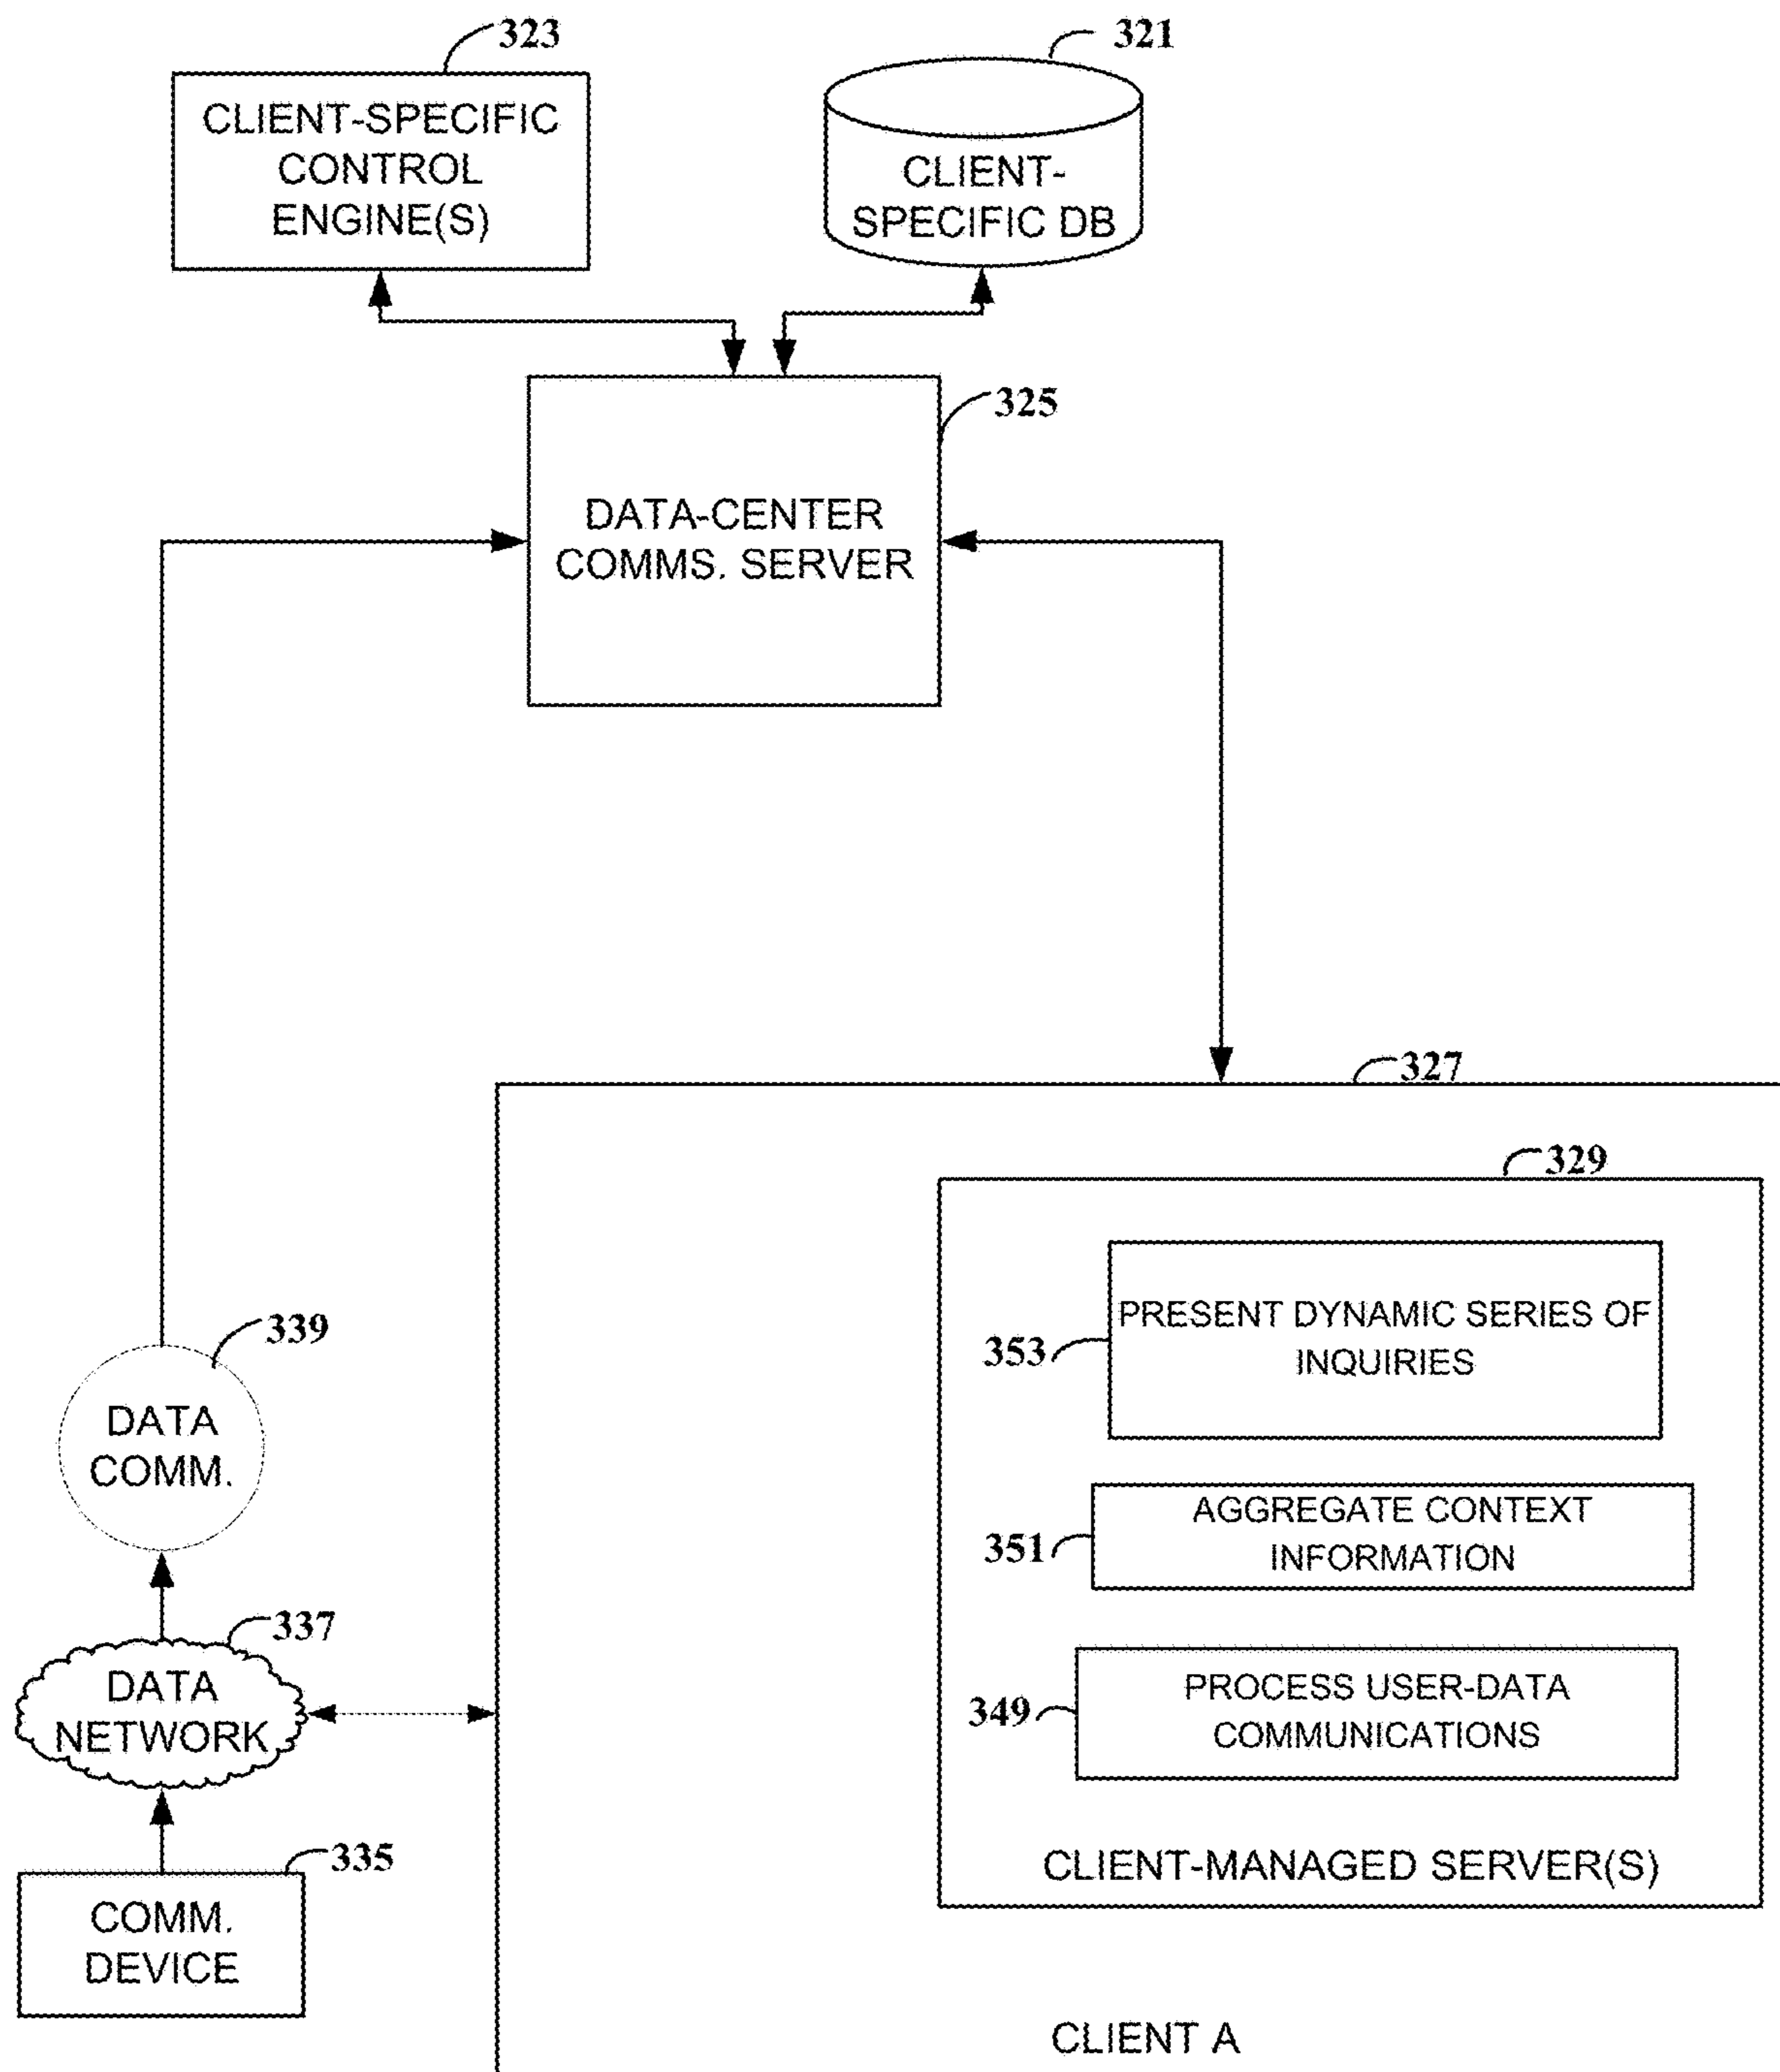 323
321
CLIENT-SPECIFIC
CONTROL
ENGINE(S)
CLIENT-
SPECIFIC DB
325
DATA-CENTER
COMMS. SERVER
327
329
PRESENT DYNAMIC SERIES OF
INQUIRIES
353
339
DATA
COMM.
AGGREGATE CONTEXT
INFORMATION
351
337
DATA
NETWORK
PROCESS USER-DATA
COMMUNICATIONS
349
335
COMM.
DEVICE
CLIENT-MANAGED SERVER(S)
CLIENT A